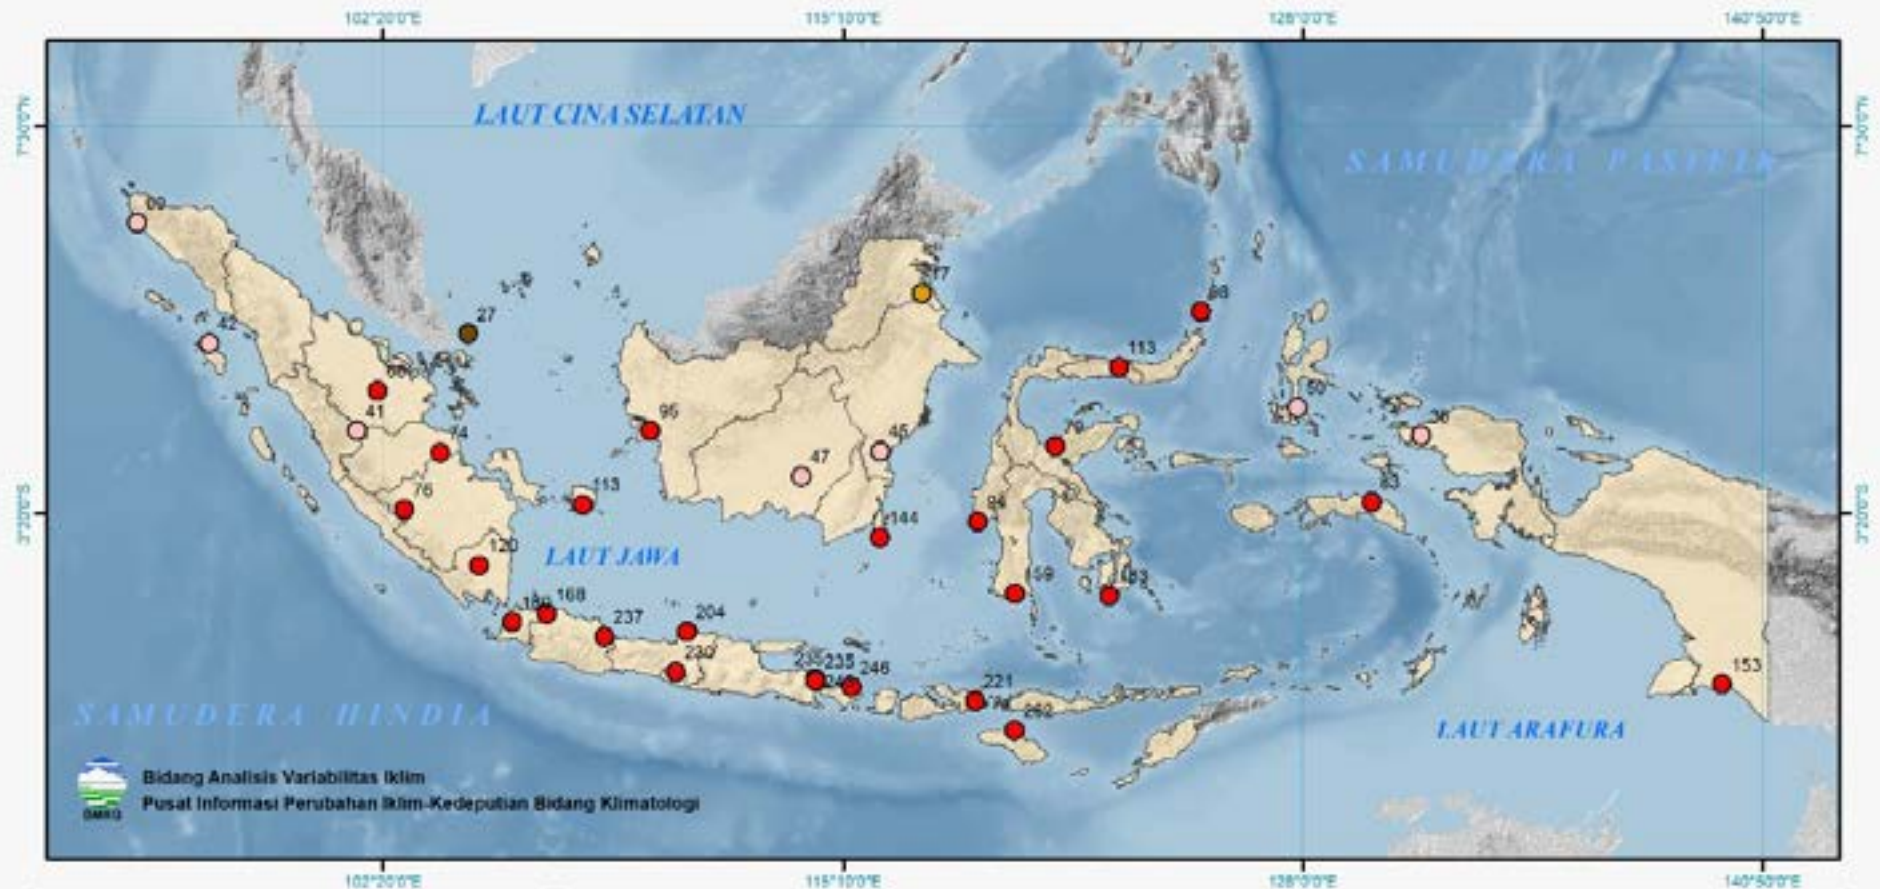 102°20'0"E
115°10'0"E
128°0'0"E
140°50'0"E
7°30'0"N
7°30'0"N
LAUT CINA SELATAN
SAMUDERA PASIFIK
27
42
98
113
41
74
95
45
47
79
83
76
113
144
94
120
168
237
204
230
235
235
246
221
153
3°20'0"S
3°20'0"S
LAUT JAWA
SAMUDERA HINDIA
LAUT ARAFURA
BMKG
Bidang Analisis Variabilitas Iklim
Pusat Informasi Perubahan Iklim-Kedeputian Bidang Klimatologi
102°20'0"E
115°10'0"E
128°0'0"E
140°50'0"E